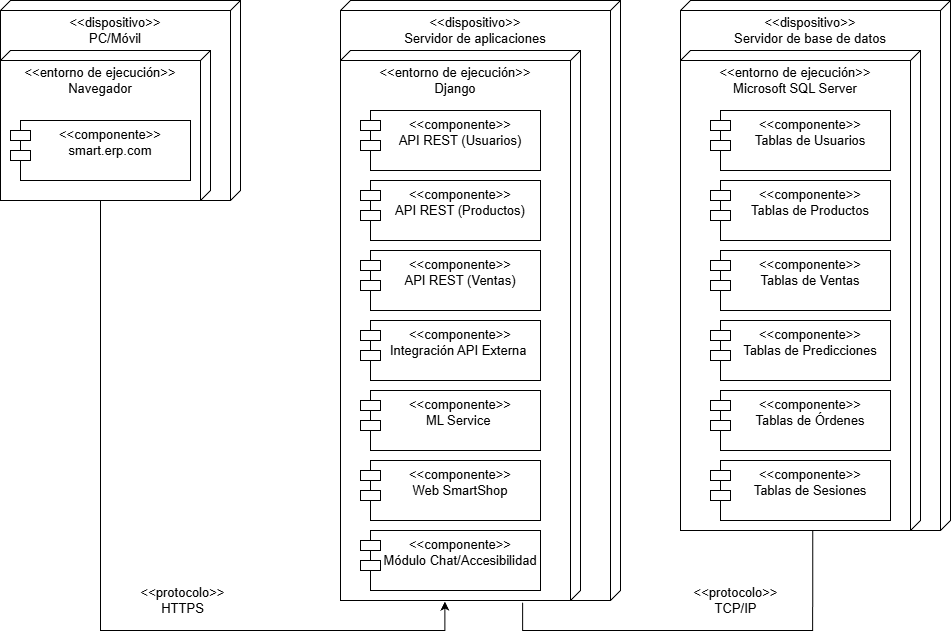 <<dispositivo>>
PC/Móvil
<<entorno de ejecución>>
Navegador
<<componente>>
smart.erp.com
<<dispositivo>>
Servidor de aplicaciones
<<entorno de ejecución>>
Django
<<componente>>
API REST (Usuarios)
<<componente>>
API REST (Productos)
<<componente>>
API REST (Ventas)
<<componente>>
Integración API Externa
<<componente>>
ML Service
<<componente>>
Web SmartShop
<<componente>>
Módulo Chat/Accesibilidad
<<dispositivo>>
Servidor de base de datos
<<entorno de ejecución>>
Microsoft SQL Server
<<componente>>
Tablas de Usuarios
<<componente>>
Tablas de Productos
<<componente>>
Tablas de Ventas
<<componente>>
Tablas de Predicciones
<<componente>>
Tablas de Órdenes
<<componente>>
Tablas de Sesiones
<<protocolo>>
HTTPS
<<protocolo>>
TCP/IP